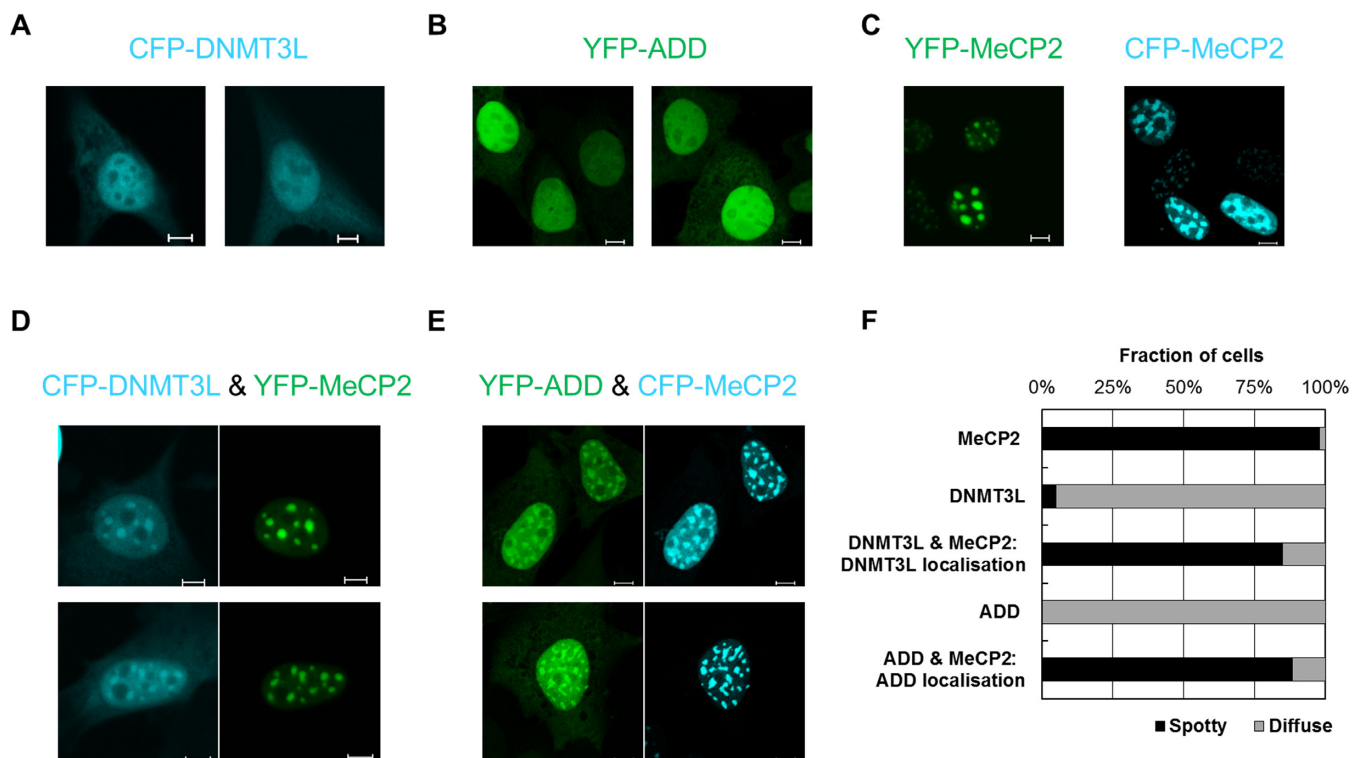 A
CFP-DNMT3L
B
YFP-ADD
C
YFP-MeCP2
CFP-MeCP2
D
CFP-DNMT3L & YFP-MeCP2
E
YFP-ADD & CFP-MeCP2
F
Fraction of cells
0% 25% 50% 75% 100%
MeCP2
DNMT3L
DNMT3L & MeCP2:
DNMT3L localisation
ADD
ADD & MeCP2:
ADD localisation
Spotty Diffuse